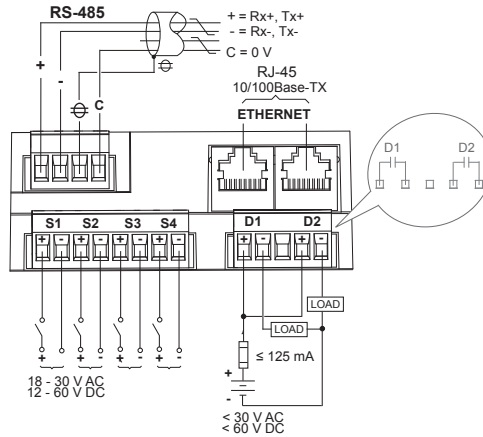 RS-485
+ = Rx+, Tx+
- = Rx-, Tx-
C = 0 V
+ - C
RJ-45
10/100Base-TX
ETHERNET
D1 D2
S1 S2 S3 S4
+ - + - + - + -
D1 D2
+ - + -
LOAD
LOAD
≤ 125 mA
+ - + - + - + -
18 - 30 V AC
12 - 60 V DC
+
-
< 30 V AC
< 60 V DC